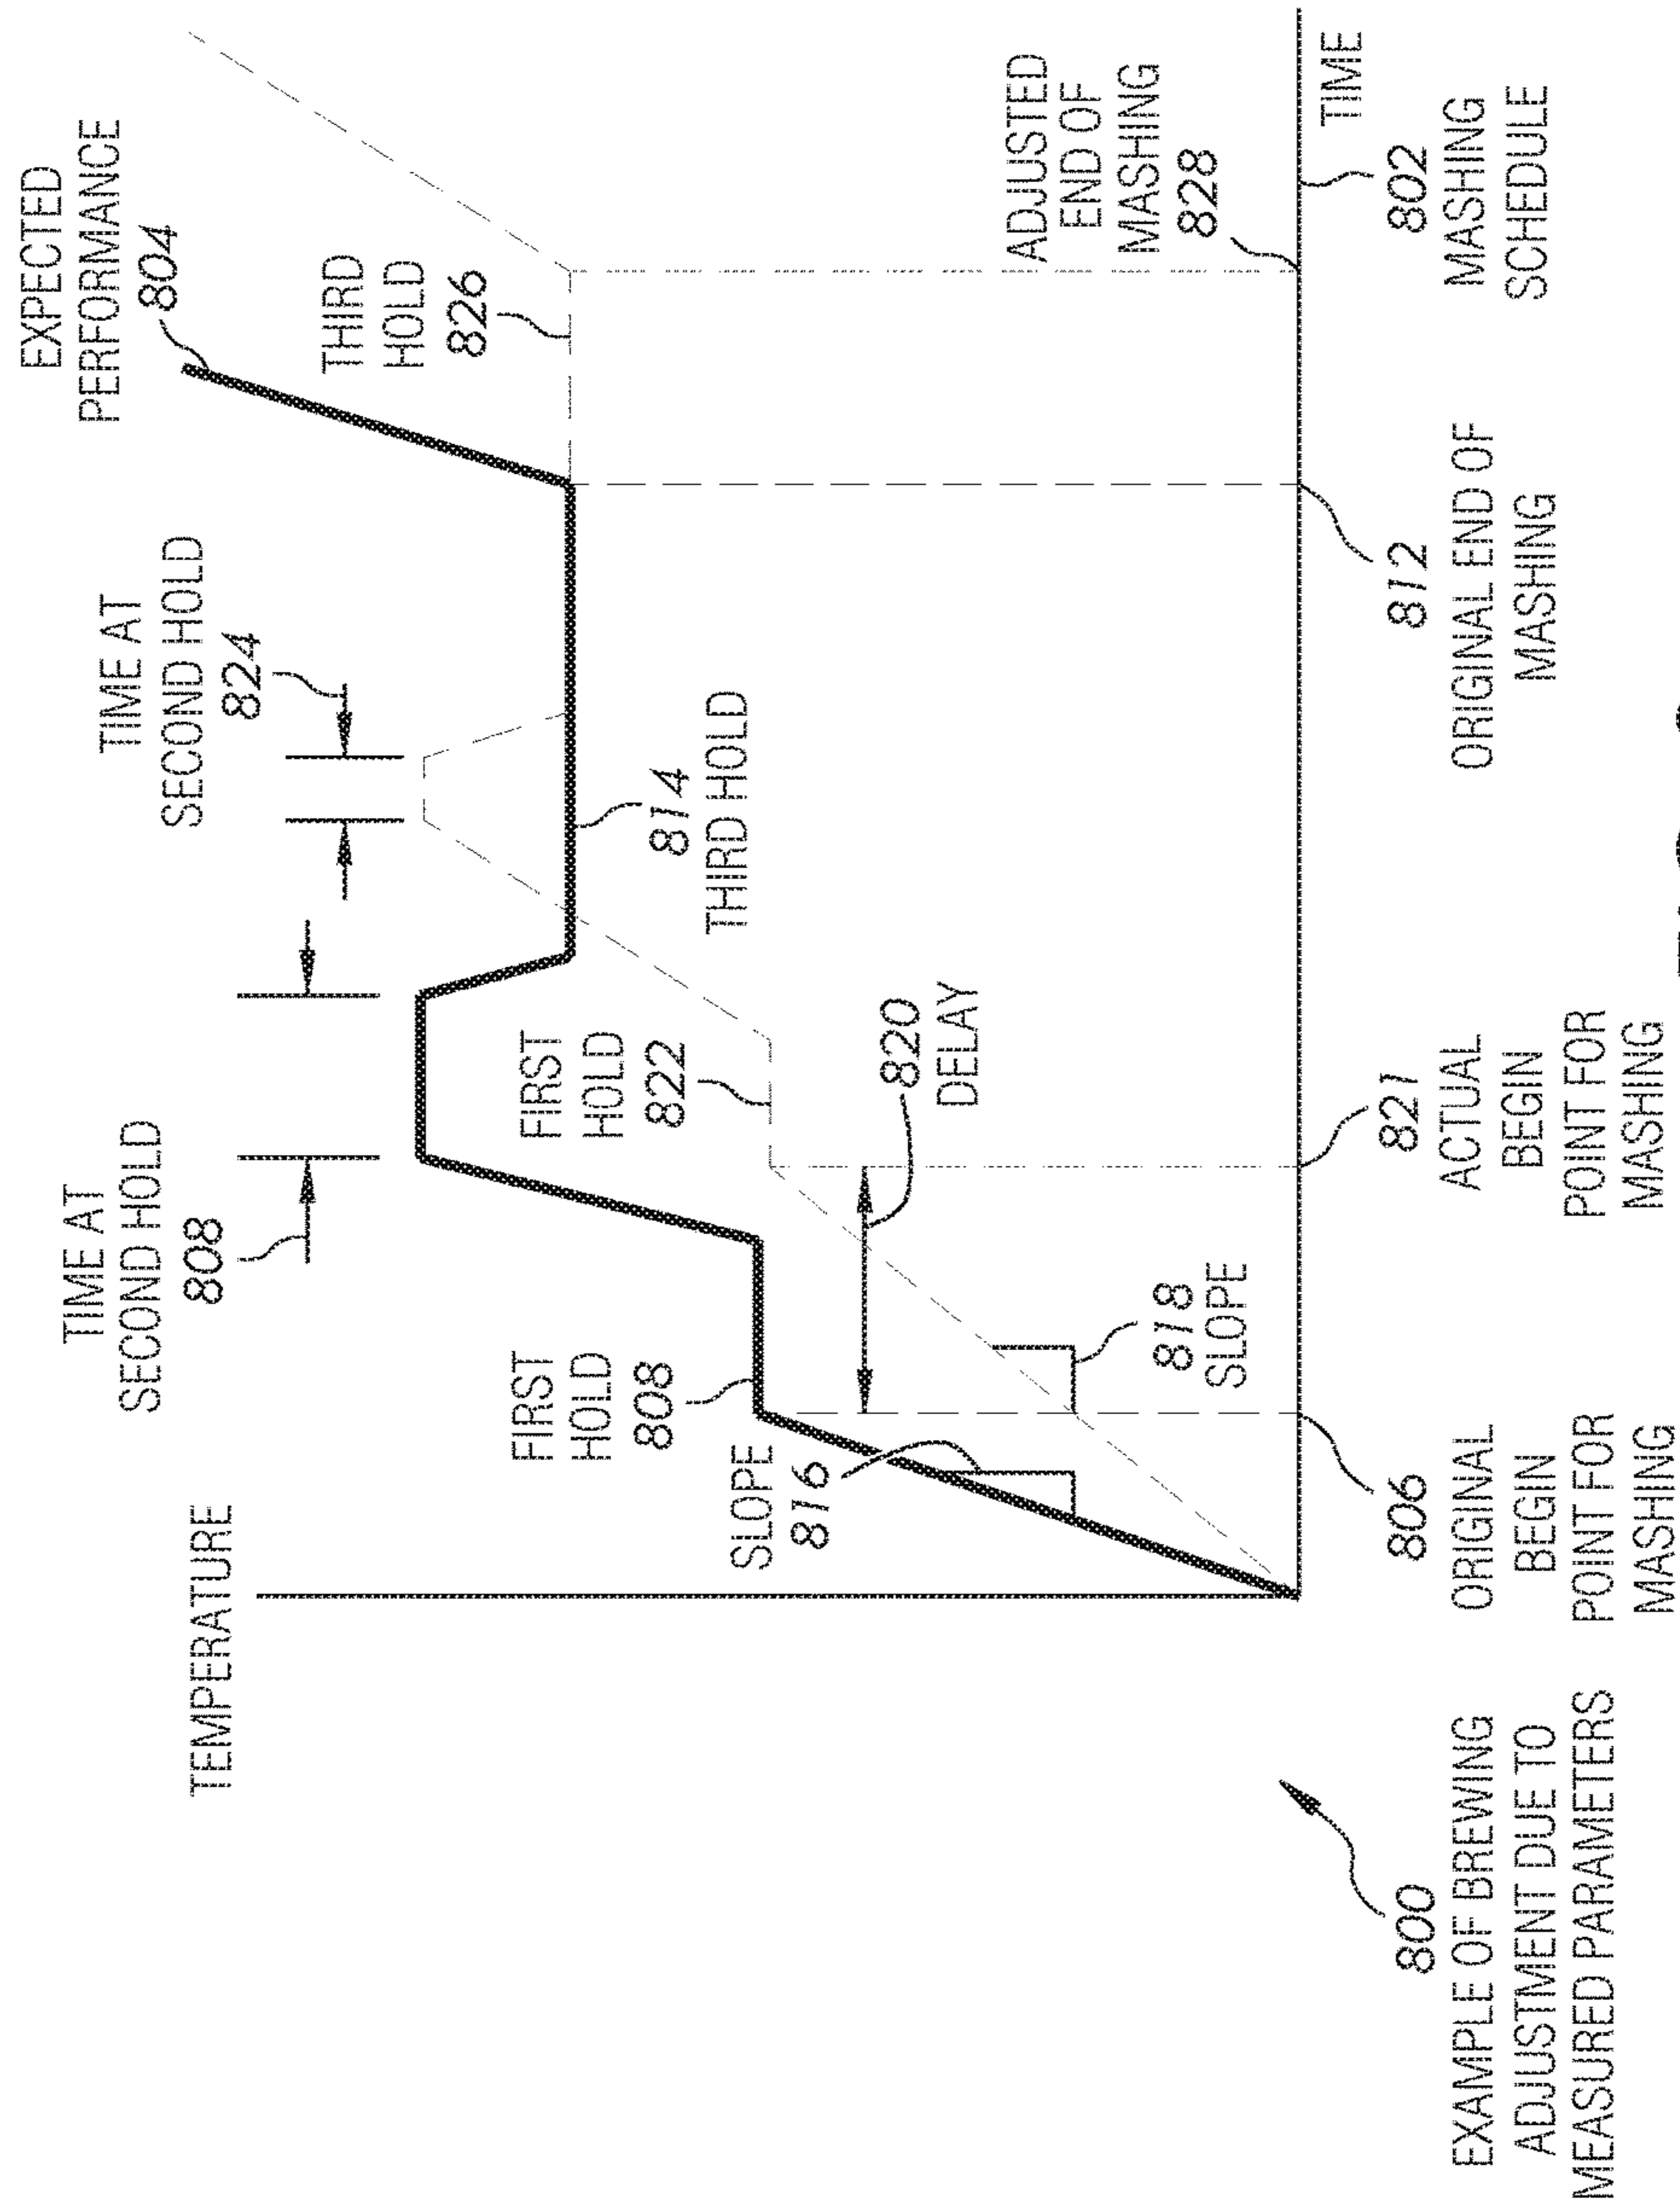 EXPECTED
PERFORMANCE
804
TIME AT
SECOND HOLD
824
TIME AT
SECOND HOLD
808
THIRD
HOLD
826
TEMPERATURE
FIRST
HOLD
808
FIRST
HOLD
822
814
THIRD HOLD
SLOPE
816
820
DELAY
818
SLOPE
ADJUSTED
END OF
MASHING
828
TIME
806
ORIGINAL
BEGIN
POINT FOR
MASHING
821
ACTUAL
BEGIN
POINT FOR
MASHING
812
ORIGINAL END OF
MASHING
802
MASHING
SCHEDULE
800
EXAMPLE OF BREWING
ADJUSTMENT DUE TO
MEASURED PARAMETERS